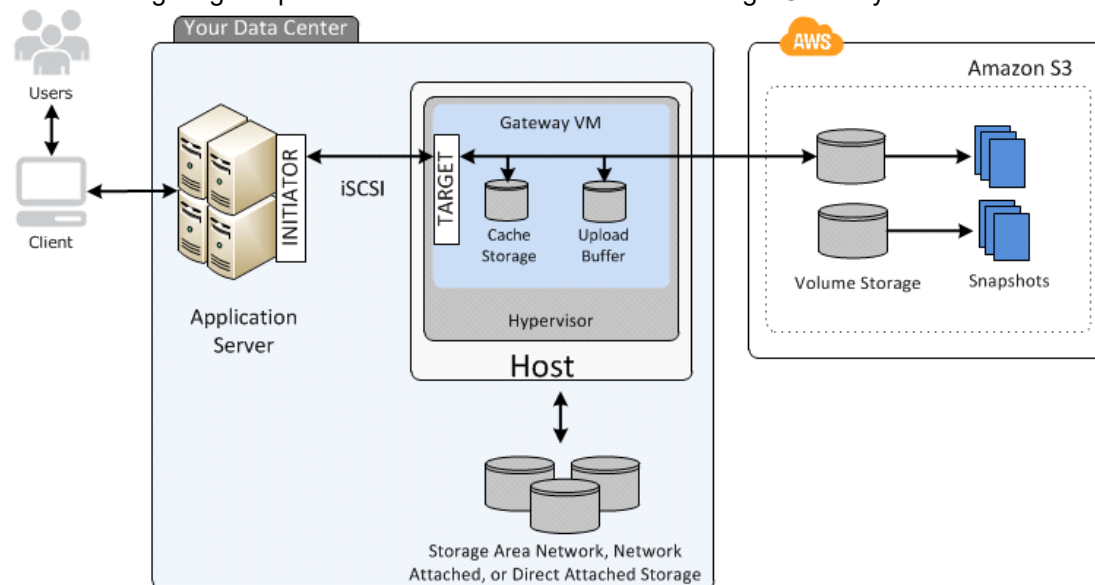 Your Data Center
AWS
Amazon S3
Users
Gateway VM
INITIATOR
TARGET
iSCSI
Client
Cache
Storage
Upload
Buffer
Volume Storage
Snapshots
Application
Server
Hypervisor
Host
Storage Area Network, Network
Attached, or Direct Attached Storage